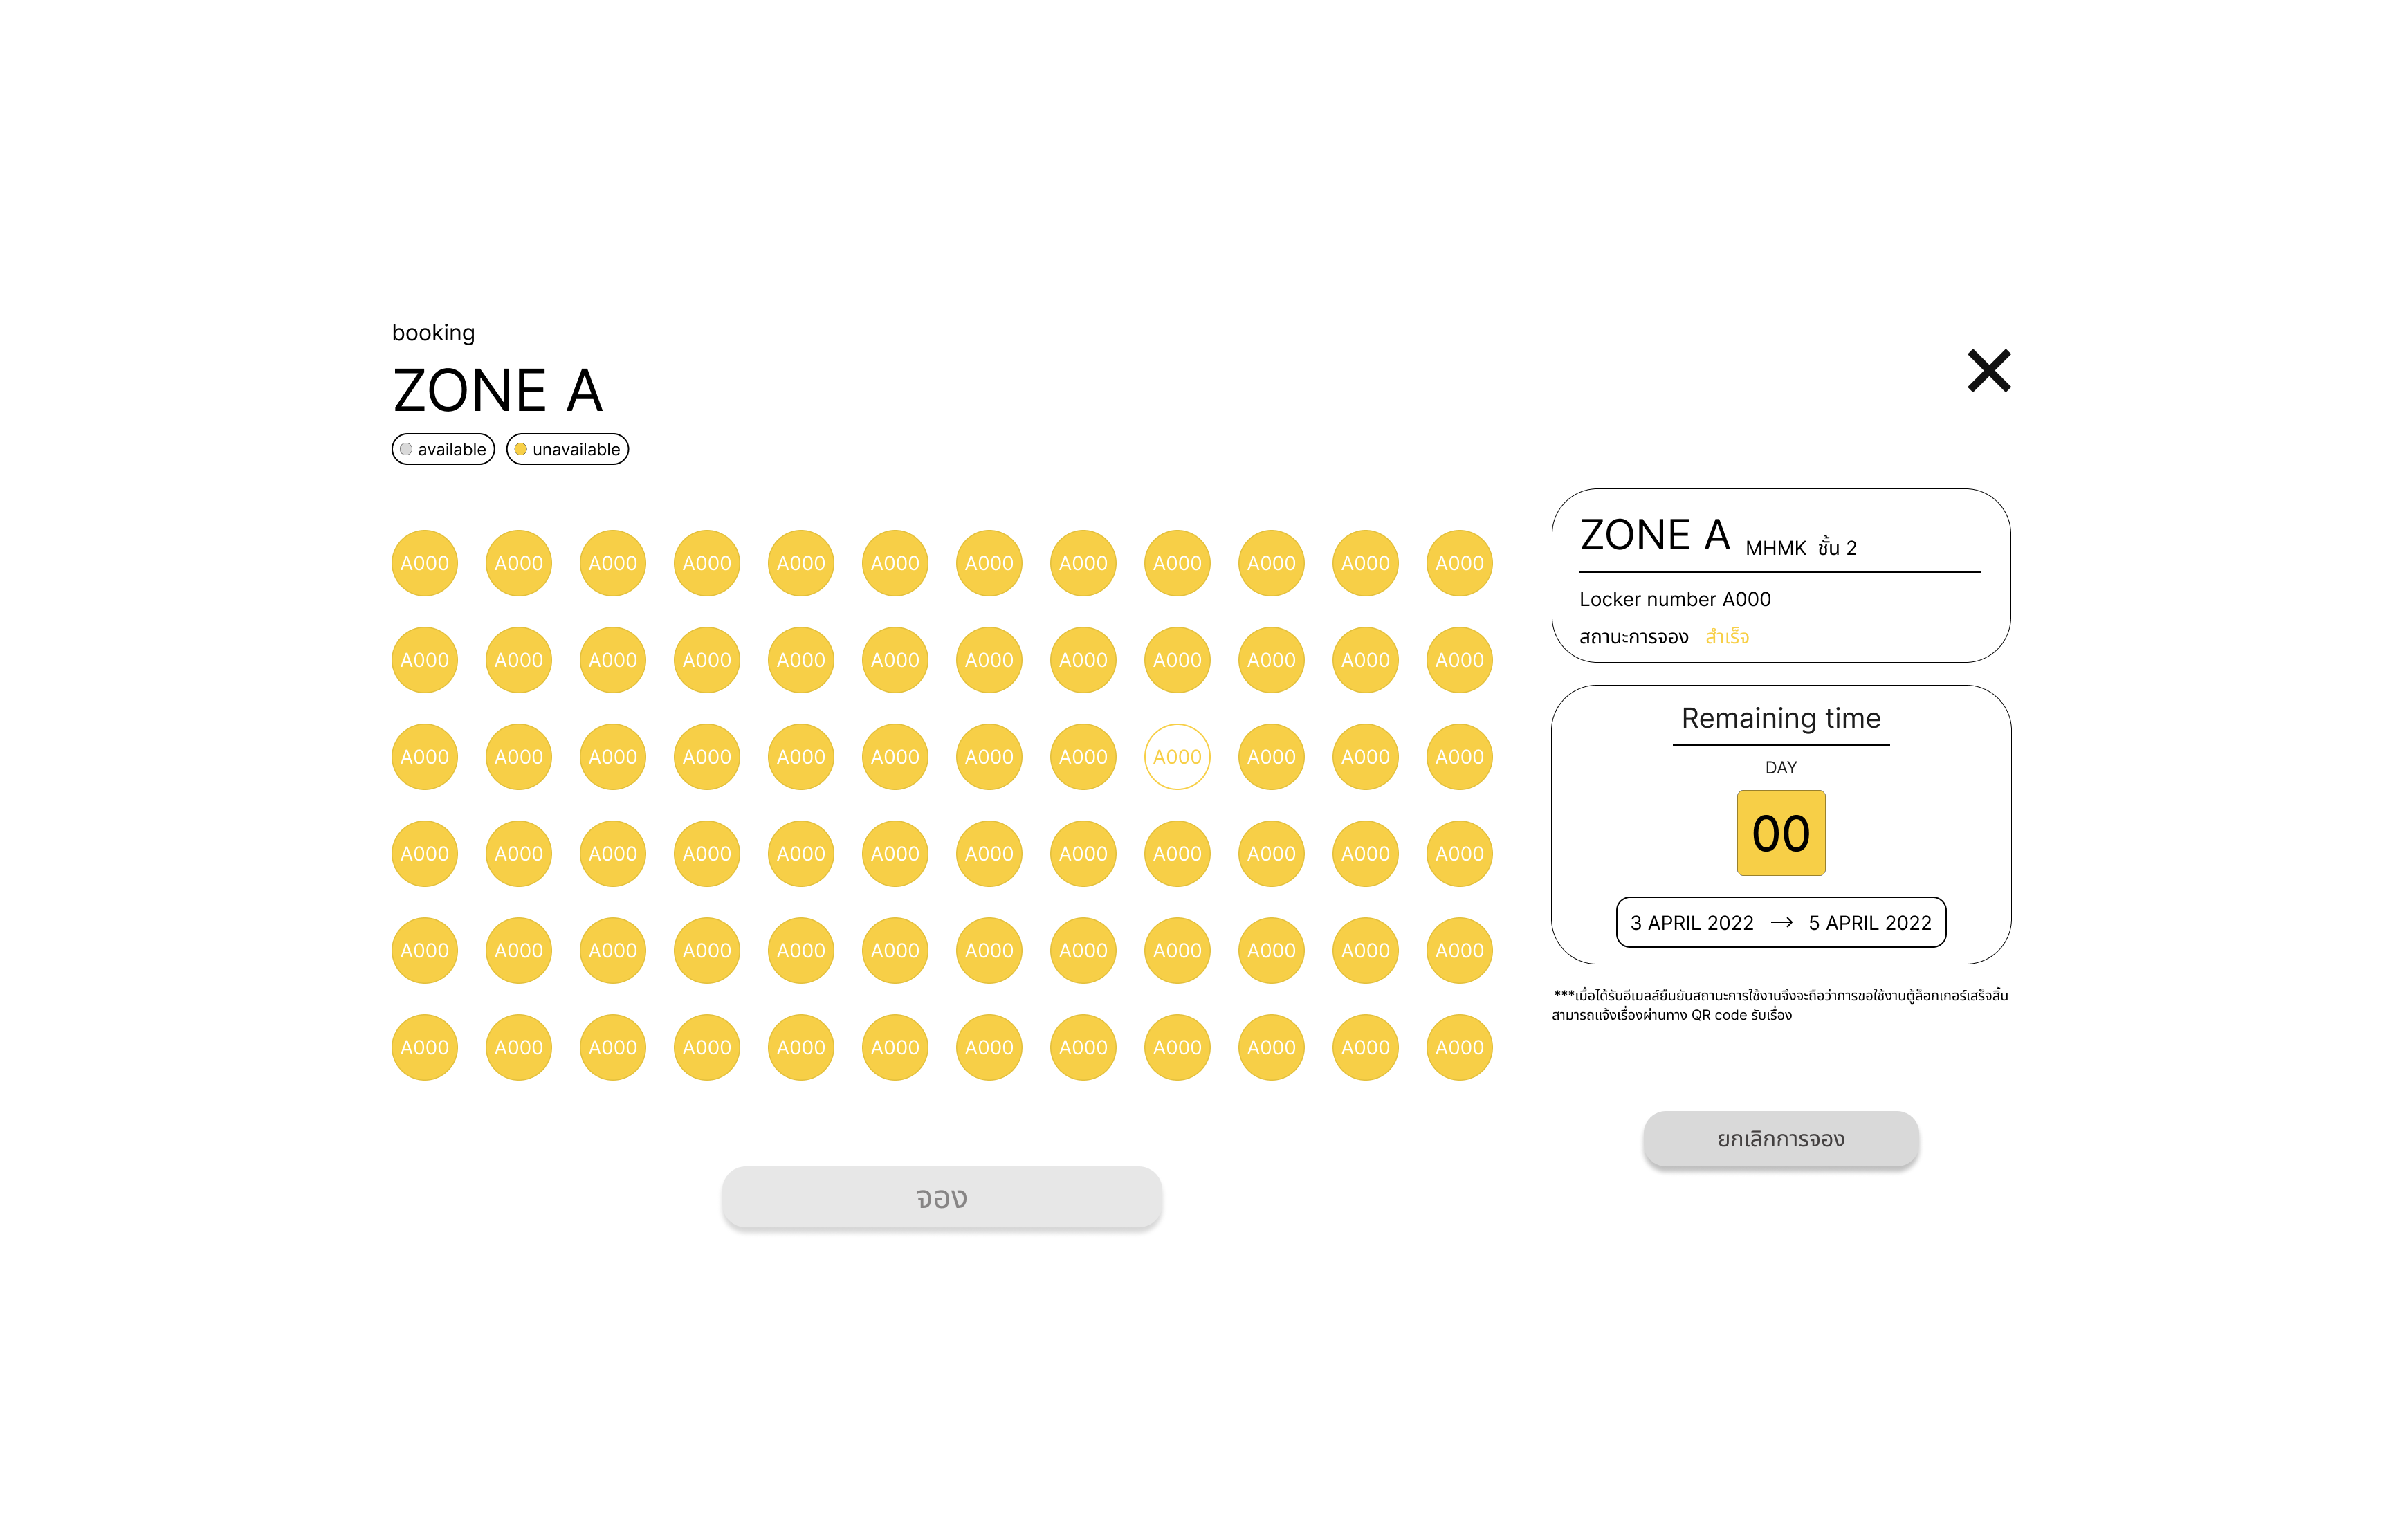 booking
ZONE A
available unavailable
A000 A000 A000 A000 A000 A000 A000 A000 A000 A000 A000 A000
A000 A000 A000 A000 A000 A000 A000 A000 A000 A000 A000 A000
A000 A000 A000 A000 A000 A000 A000 A000 A000 A000 A000 A000
A000 A000 A000 A000 A000 A000 A000 A000 A000 A000 A000 A000
A000 A000 A000 A000 A000 A000 A000 A000 A000 A000 A000 A000
A000 A000 A000 A000 A000 A000 A000 A000 A000 A000 A000 A000
จอง
ZONE A MHMK ชั้น 2
Locker number A000
สถานะการจอง สำเร็จ
Remaining time
DAY
00
3 APRIL 2022 → 5 APRIL 2022
***เมื่อได้รับอีเมลล์ยืนยันสถานะการใช้งานจึงจะถือว่าการขอใช้งานตู้ล็อกเกอร์เสร็จสิ้น
สามารถแจ้งเรื่องผ่านทาง QR code รับเรื่อง
ยกเลิกการจอง